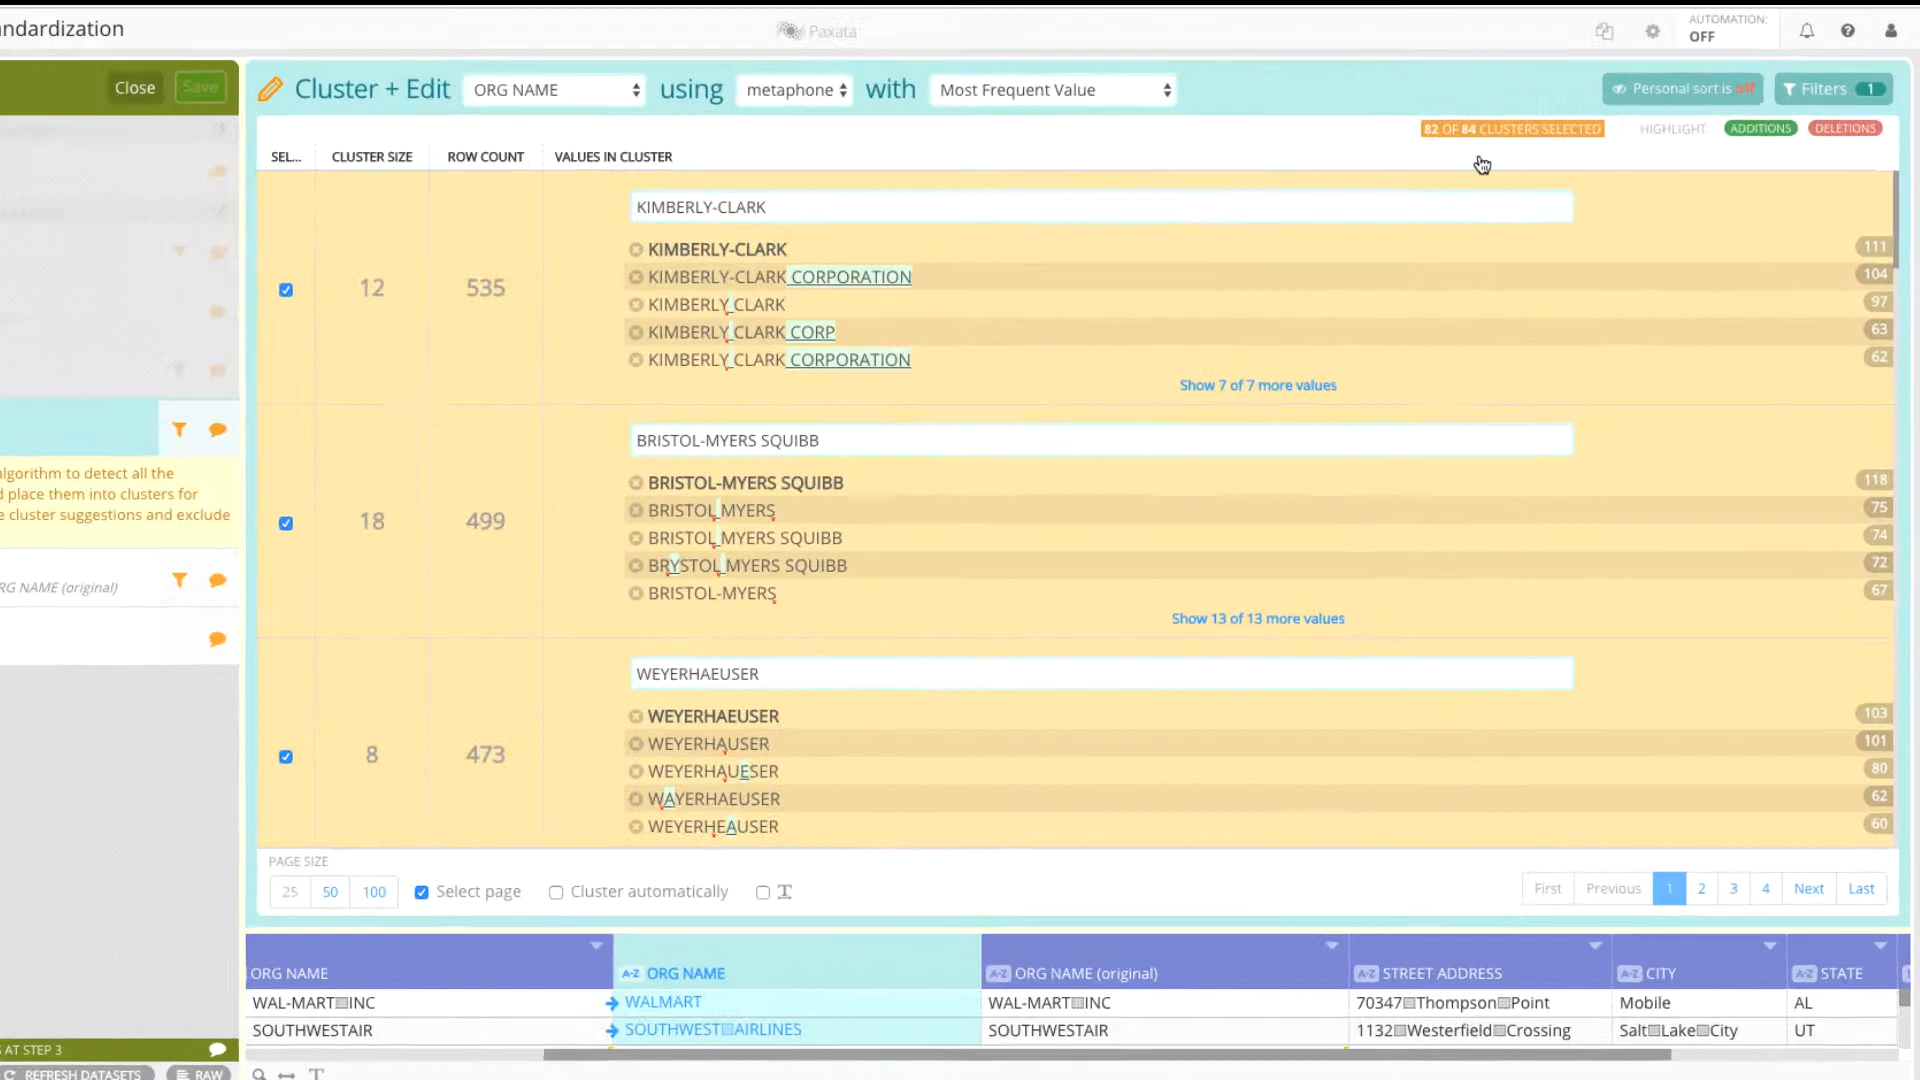 ndardization
Paxata
AUTOMATION:
OFF
Close
Save
Cluster + Edit ORG NAME using metaphone with Most Frequent Value
Personal sort is off
Filters 1
82 OF 84 CLUSTERS SELECTED
HIGHLIGHT: ADDITIONS DELETIONS
SEL... CLUSTER SIZE ROW COUNT VALUES IN CLUSTER
KIMBERLY-CLARK
12 535
KIMBERLY-CLARK 111
KIMBERLY-CLARK CORPORATION 104
KIMBERLY CLARK 97
KIMBERLY CLARK CORP 63
KIMBERLY CLARK CORPORATION 62
Show 7 of 7 more values
BRISTOL-MYERS SQUIBB
18 499
BRISTOL-MYERS SQUIBB 118
BRISTOL MYERS 75
BRISTOL MYERS SQUIBB 74
BRYSTOL MYERS SQUIBB 72
BRISTOL-MYERS 67
Show 13 of 13 more values
WEYERHAEUSER
8 473
WEYERHAEUSER 103
WEYERHAUSER 101
WEYERHAUESER 80
WAYERHAEUSER 62
WEYERHEAUSER 60
lgorithm to detect all the
d place them into clusters for
e cluster suggestions and exclude
RG NAME (original)
PAGE SIZE
25 50 100 Select page Cluster automatically T
First Previous 1 2 3 4 Next Last
ORG NAME A-Z ORG NAME A-Z ORG NAME (original) A-Z STREET ADDRESS A-Z CITY A-Z STATE
WAL-MART INC WALMART WAL-MART INC 70347 Thompson Point Mobile AL
SOUTHWESTAIR SOUTHWEST AIRLINES SOUTHWESTAIR 1132 Westerfield Crossing Salt Lake City UT
AT STEP 3
REFRESH DATASETS RAW